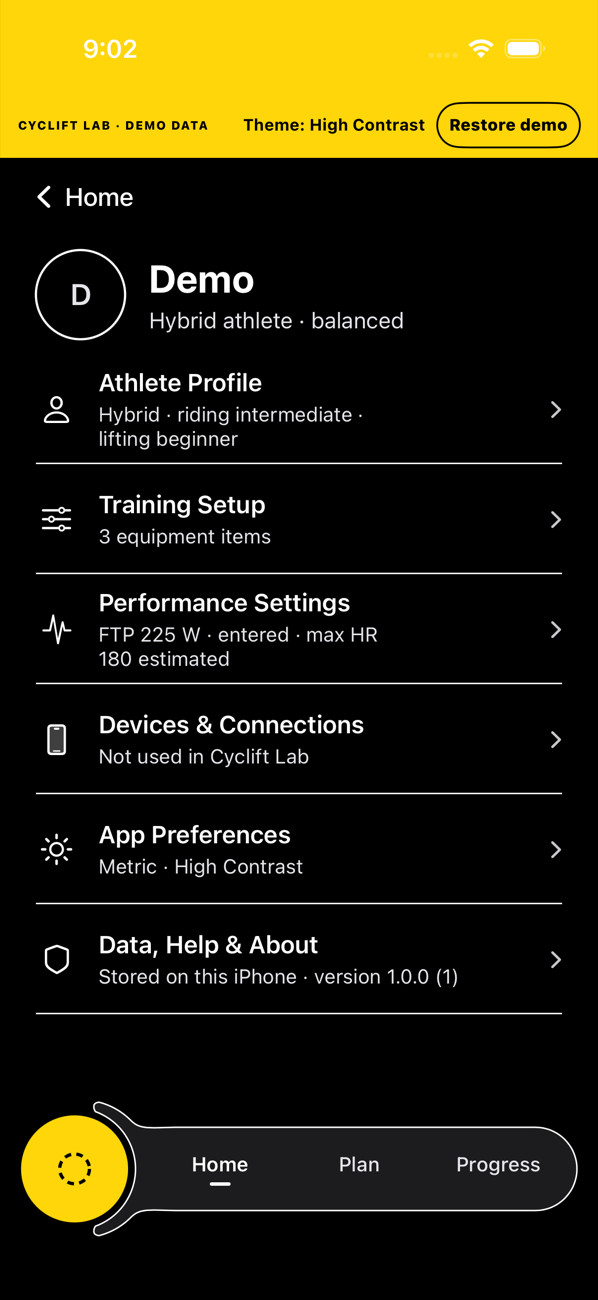 9:02
CYCLIFT LAB · DEMO DATA
Theme: High Contrast
Restore demo
Home
D
Demo
Hybrid athlete · balanced
Athlete Profile
Hybrid · riding intermediate ·
lifting beginner
Training Setup
3 equipment items
Performance Settings
FTP 225 W · entered · max HR
180 estimated
Devices & Connections
Not used in Cyclift Lab
App Preferences
Metric · High Contrast
Data, Help & About
Stored on this iPhone · version 1.0.0 (1)
Home
Plan
Progress